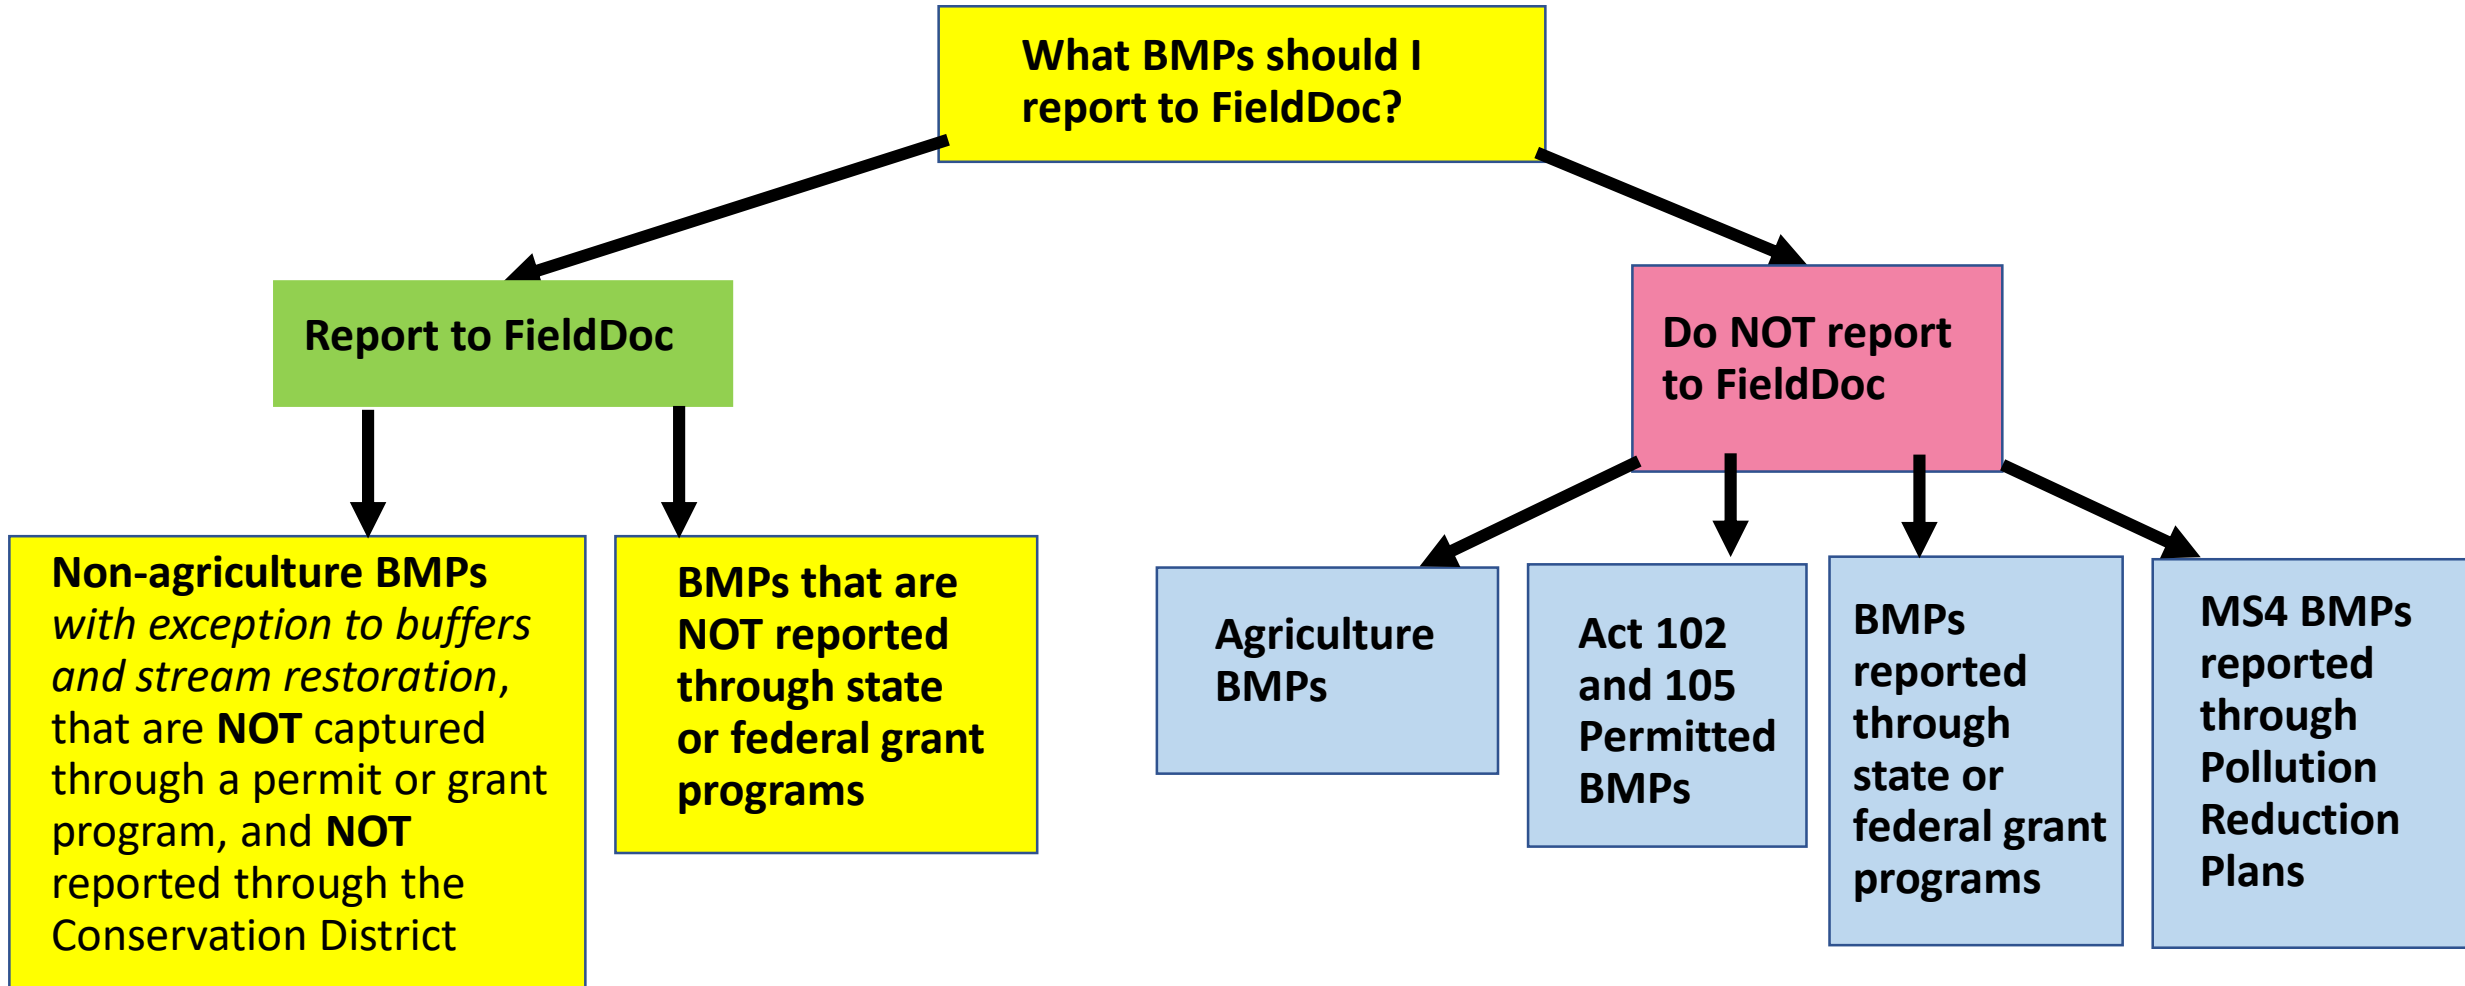 What BMPs should I
report to FieldDoc?
Report to FieldDoc
Do NOT report
to FieldDoc
Non-agriculture BMPs
with exception to buffers
and stream restoration,
that are NOT captured
through a permit or grant
program, and NOT
reported through the
Conservation District
BMPs that are
NOT reported
through state
or federal grant
programs
Agriculture
BMPs
Act 102
and 105
Permitted
BMPs
BMPs
reported
through
state or
federal grant
programs
MS4 BMPs
reported
through
Pollution
Reduction
Plans